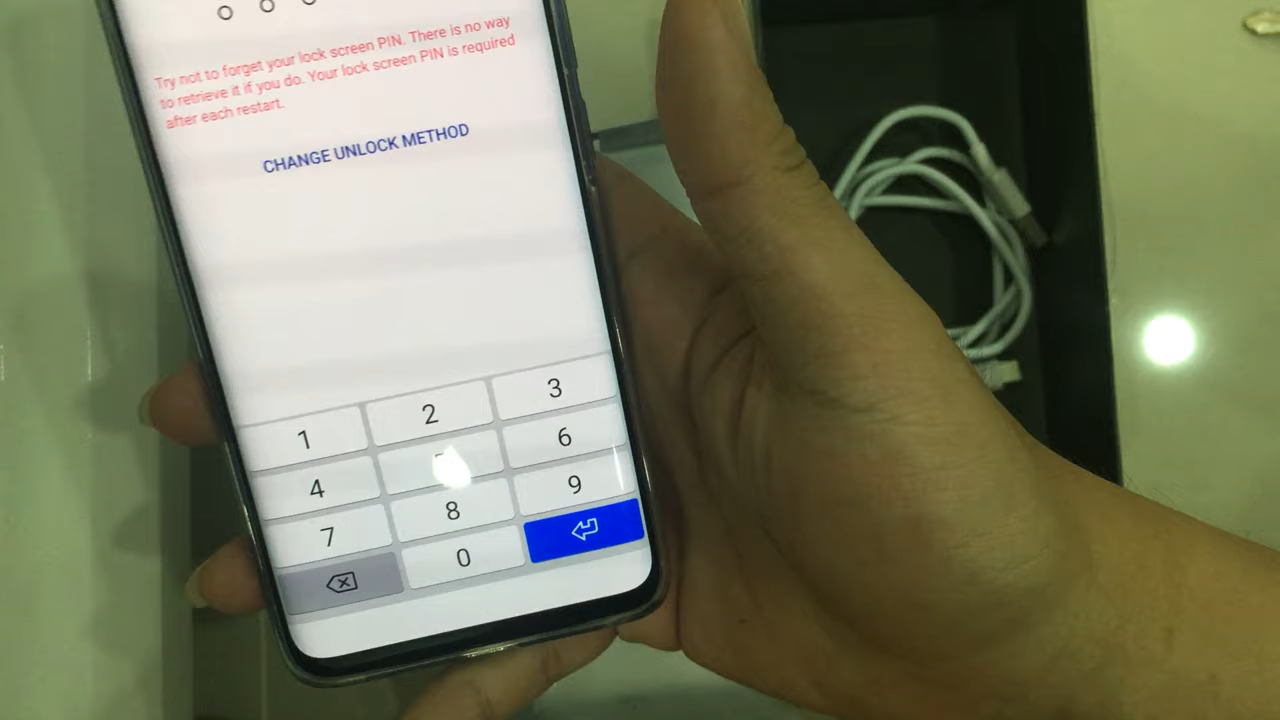 Try not to forget your lock screen PIN. There is no way
to retrieve it if you do. Your lock screen PIN is required
after each restart.
CHANGE UNLOCK METHOD
1 2 3
4 6
7 8 9
0